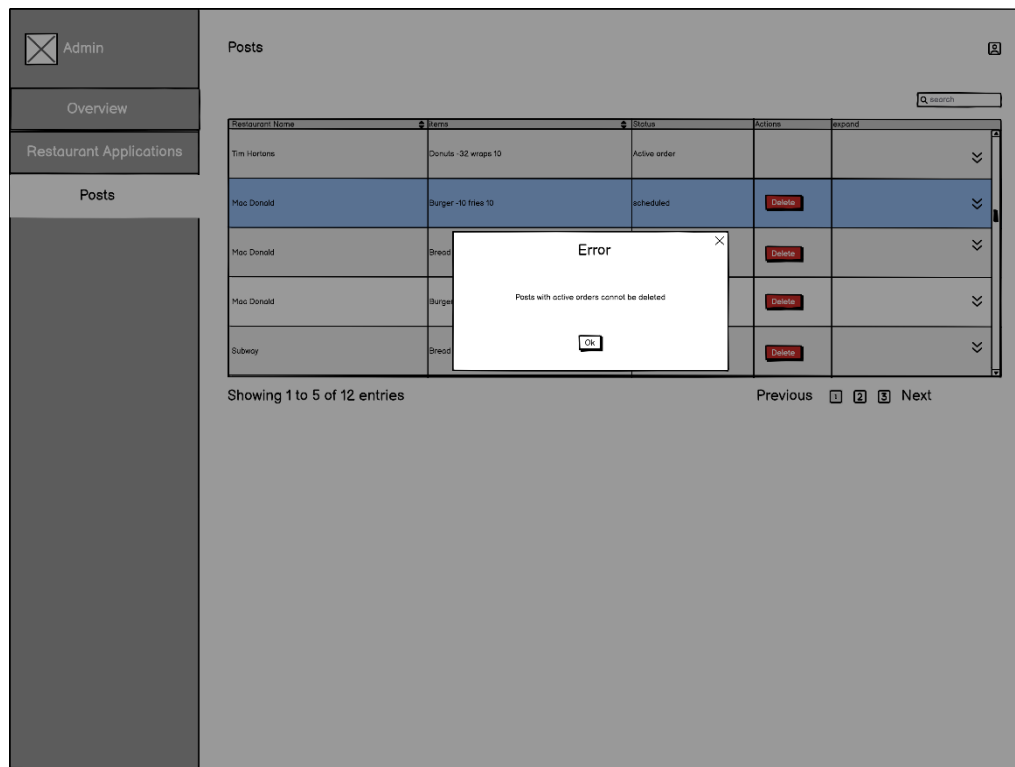 Admin
Posts
Overview
search
Restaurant Name items Status Actions expand
Restaurant Applications
Tim Hortons Donuts -32 wraps 10 Active order
Posts
Mac Donald Burger -10 fries 10 scheduled Delete
Mac Donald Bread Delete
Error
Posts with active orders cannot be deleted
Mac Donald Burger Delete
Ok
Subway Bread Delete
Showing 1 to 5 of 12 entries Previous 1 2 3 Next